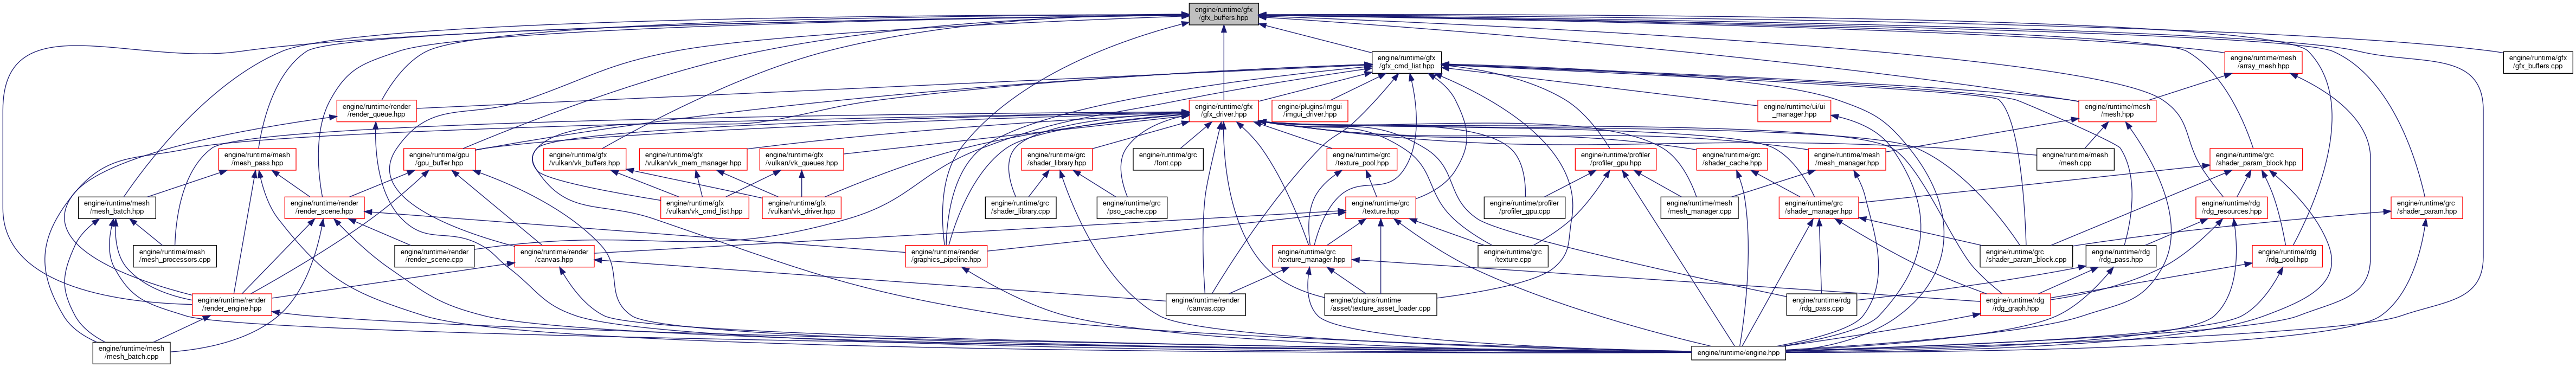 engine/runtime/gfx
/gfx_buffers.hpp
engine/runtime/gfx
/gfx_cmd_list.hpp
engine/runtime/mesh
/array_mesh.hpp
engine/runtime/gfx
/gfx_buffers.cpp
engine/runtime/render
/render_queue.hpp
engine/runtime/gfx
/gfx_driver.hpp
engine/plugins/imgui
/imgui_driver.hpp
engine/runtime/ui/ui
_manager.hpp
engine/runtime/mesh
/mesh.hpp
engine/runtime/mesh
/mesh_pass.hpp
engine/runtime/gpu
/gpu_buffer.hpp
engine/runtime/gfx
/vulkan/vk_buffers.hpp
engine/runtime/gfx
/vulkan/vk_mem_manager.hpp
engine/runtime/gfx
/vulkan/vk_queues.hpp
engine/runtime/grc
/shader_library.hpp
engine/runtime/grc
/font.cpp
engine/runtime/grc
/texture_pool.hpp
engine/runtime/profiler
/profiler_gpu.hpp
engine/runtime/grc
/shader_cache.hpp
engine/runtime/mesh
/mesh_manager.hpp
engine/runtime/mesh
/mesh.cpp
engine/runtime/grc
/shader_param_block.hpp
engine/runtime/mesh
/mesh_batch.hpp
engine/runtime/render
/render_scene.hpp
engine/runtime/gfx
/vulkan/vk_cmd_list.hpp
engine/runtime/gfx
/vulkan/vk_driver.hpp
engine/runtime/grc
/shader_library.cpp
engine/runtime/grc
/pso_cache.cpp
engine/runtime/grc
/texture.hpp
engine/runtime/profiler
/profiler_gpu.cpp
engine/runtime/mesh
/mesh_manager.cpp
engine/runtime/grc
/shader_manager.hpp
engine/runtime/rdg
/rdg_resources.hpp
engine/runtime/grc
/shader_param.hpp
engine/runtime/mesh
/mesh_processors.cpp
engine/runtime/render
/render_scene.cpp
engine/runtime/render
/canvas.hpp
engine/runtime/render
/graphics_pipeline.hpp
engine/runtime/grc
/texture_manager.hpp
engine/runtime/grc
/texture.cpp
engine/runtime/grc
/shader_param_block.cpp
engine/runtime/rdg
/rdg_pass.hpp
engine/runtime/rdg
/rdg_pool.hpp
engine/runtime/render
/render_engine.hpp
engine/runtime/render
/canvas.cpp
engine/plugins/runtime
/asset/texture_asset_loader.cpp
engine/runtime/rdg
/rdg_pass.cpp
engine/runtime/rdg
/rdg_graph.hpp
engine/runtime/mesh
/mesh_batch.cpp
engine/runtime/engine.hpp